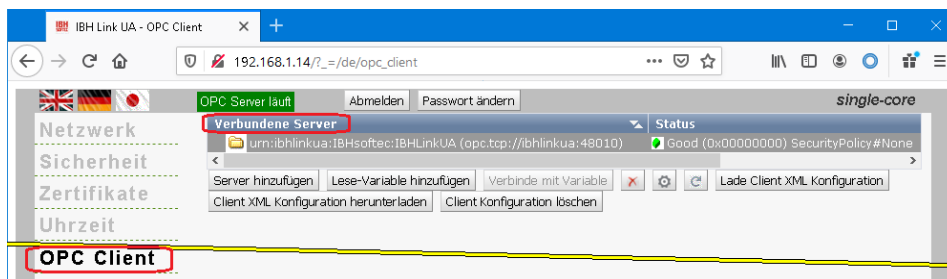 IBH Link UA - OPC Client
192.168.1.14/?_=/de/opc_client
OPC Server läuft Abmelden Passwort ändern single-core
Netzwerk Verbundene Server Status
urn:ibhlinkua:IBHsoftec:IBHLinkUA (opc.tcp://ibhlinkua:48010) Good (0x00000000) SecurityPolicy#None
Sicherheit
Server hinzufügen Lese-Variable hinzufügen Verbinde mit Variable Lade Client XML Konfiguration
Zertifikate
Client XML Konfiguration herunterladen Client Konfiguration löschen
Uhrzeit
OPC Client